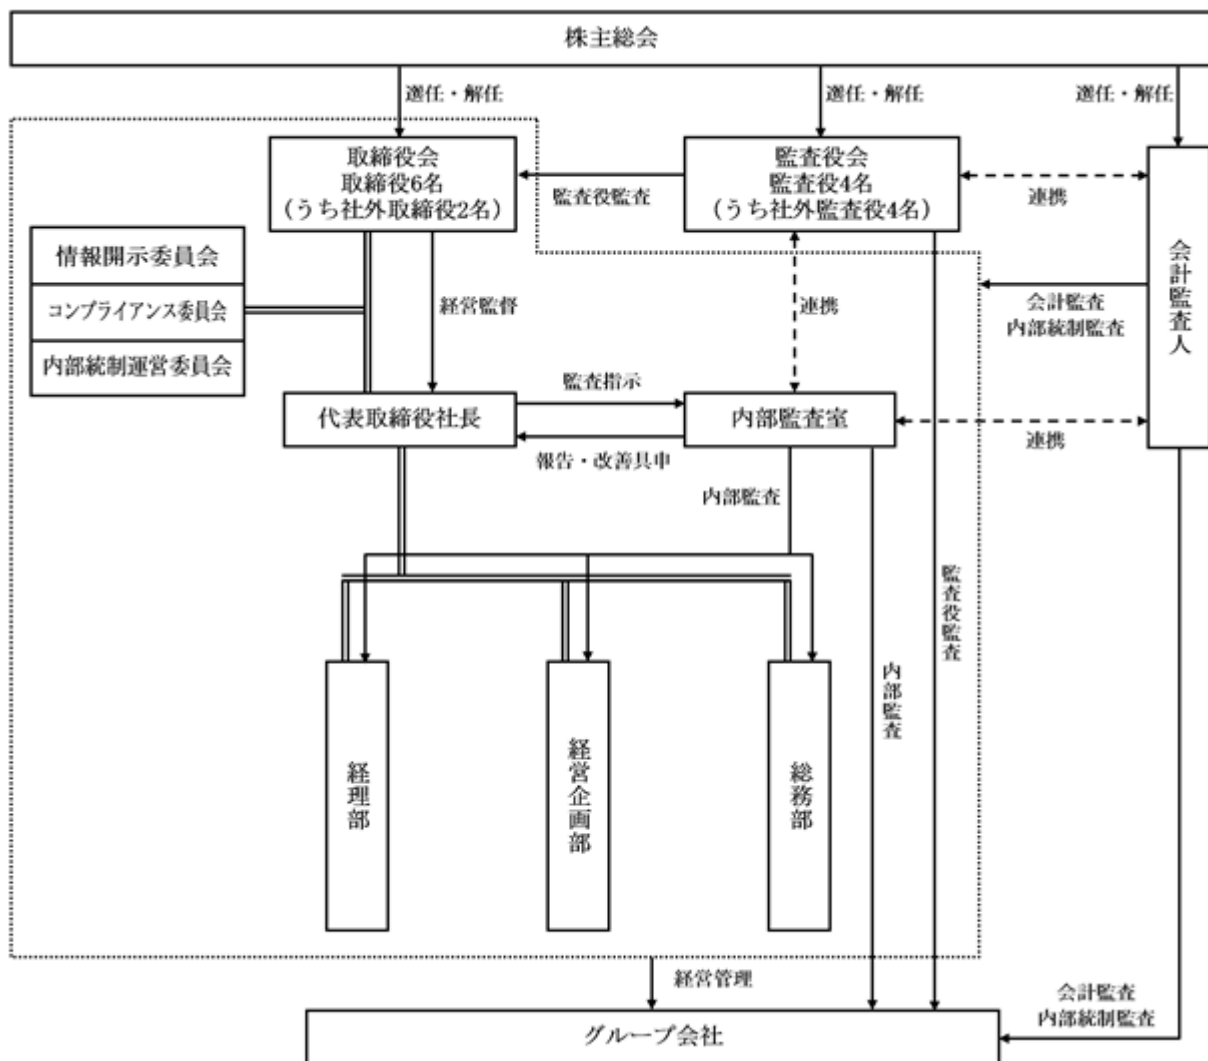 株主総会
選任・解任
選任・解任
選任・解任
取締役会
取締役6名
（うち社外取締役2名）
監査役監査
監査役会
監査役4名
（うち社外監査役4名）
連携
会計監査人
情報開示委員会
コンプライアンス委員会
内部統制運営委員会
経営監督
連携
会計監査
内部統制監査
代表取締役社長
監査指示
報告・改善具申
内部監査室
連携
内部監査
監査役監査
内部監査
経理部
経営企画部
総務部
経営管理
会計監査
内部統制監査
グループ会社